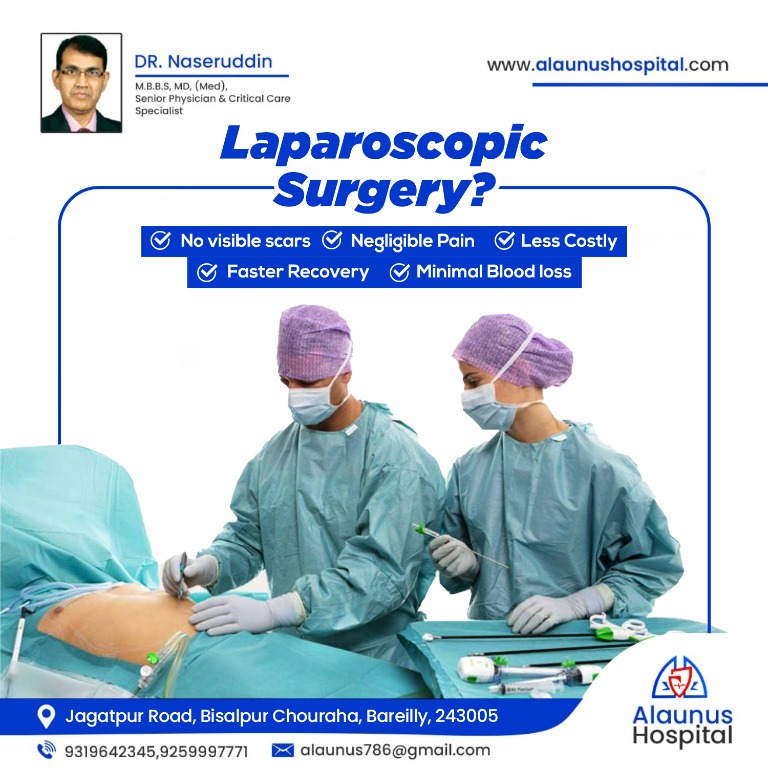 DR. Naseruddin
M.B.B.S, MD, (Med),
Senior Physician & Critical Care
Specialist
www.alaunushospital.com
Laparoscopic
Surgery?
No visible scars Negligible Pain Less Costly
Faster Recovery Minimal Blood loss
Jagatpur Road, Bisalpur Chouraha, Bareilly, 243005
9319642345,9259997771 alaunus786@gmail.com
Alaunus
Hospital